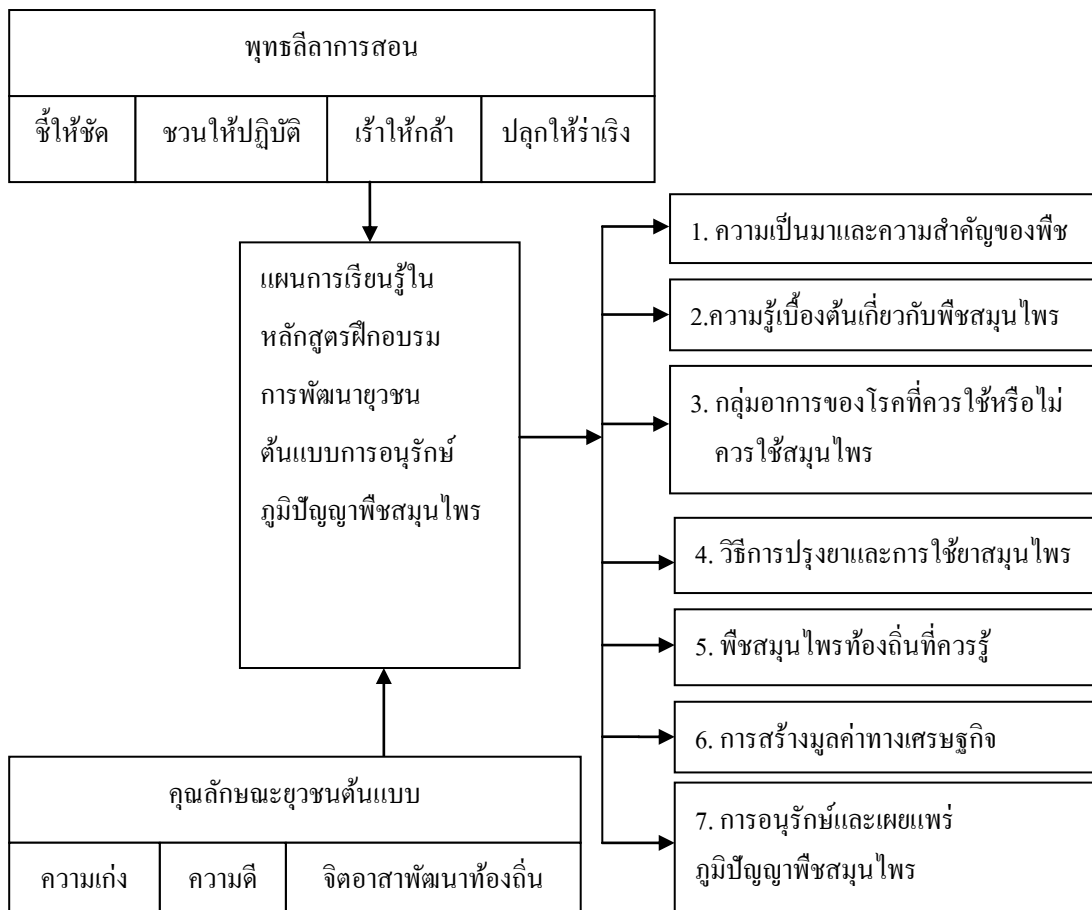 พุทธลีลาการสอน
ชี้ให้ชัด
ชวนให้ปฏิบัติ
เร้าให้กล้า
ปลุกให้ร่าเริง
แผนการเรียนรู้ใน
หลักสูตรฝึกอบรม
การพัฒนายุวชน
ต้นแบบการอนุรักษ์
ภูมิปัญญาพืชสมุนไพร
คุณลักษณะยุวชนต้นแบบ
ความเก่ง
ความดี
จิตอาสาพัฒนาท้องถิ่น
1. ความเป็นมาและความสำคัญของพืช
2.ความรู้เบื้องต้นเกี่ยวกับพืชสมุนไพร
3. กลุ่มอาการของโรคที่ควรใช้หรือไม่
ควรใช้สมุนไพร
4. วิธีการปรุงยาและการใช้ยาสมุนไพร
5. พืชสมุนไพรท้องถิ่นที่ควรรู้
6. การสร้างมูลค่าทางเศรษฐกิจ
7. การอนุรักษ์และเผยแพร่
ภูมิปัญญาพืชสมุนไพร